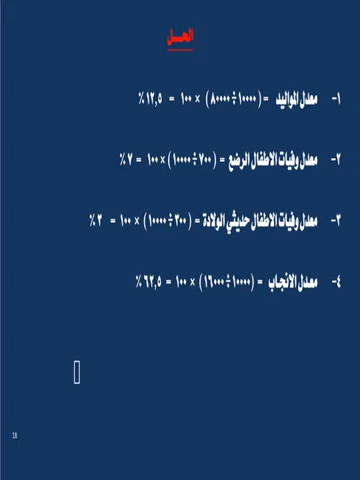 الحـــل
١- معدل المواليد = (١٠٠٠٠ ÷ ٨٠٠٠٠) × ١٠٠ = ١٢,٥ %
٢- معدل وفيات الاطفال الرضع = (٧٠٠ ÷ ١٠٠٠٠) × ١٠٠ = ٧ %
٣- معدل وفيات الاطفال حديثي الولادة = (٣٠٠ ÷ ١٠٠٠٠) × ١٠٠ = ٣ %
٤- معدل الانجاب = (١٠٠٠٠ ÷ ١٦٠٠٠) × ١٠٠ = ٦٢,٥ %
18